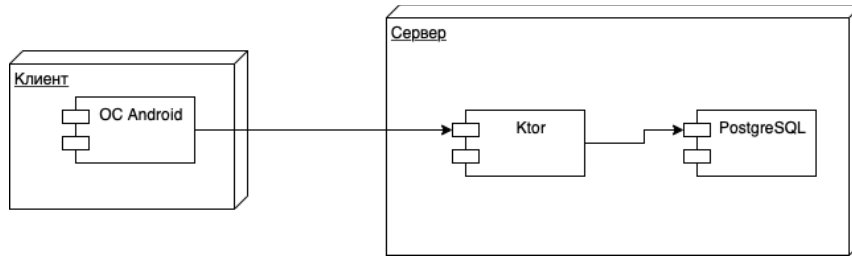 Сервер
Клиент
ОС Android
Ktor
PostgreSQL